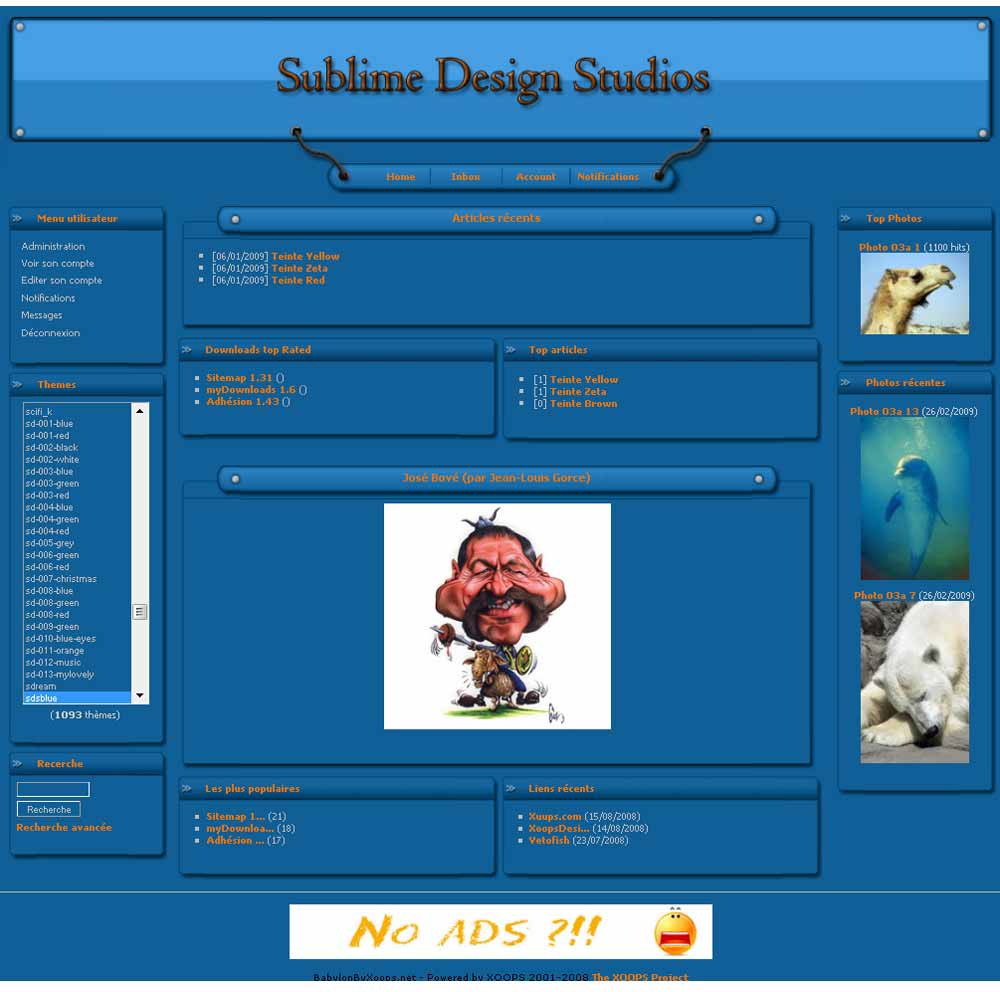 Sublime Design Studios
Home
Inbox
Account
Notifications
Menu utilisateur
Administration
Voir son compte
Editer son compte
Notifications
Messages
Déconnexion
Themes
scifi_k
sd-001-blue
sd-001-red
sd-002-black
sd-002-white
sd-003-blue
sd-003-green
sd-003-red
sd-004-blue
sd-004-green
sd-004-red
sd-005-grey
sd-006-green
sd-006-red
sd-007-christmas
sd-008-blue
sd-008-green
sd-008-red
sd-009-green
sd-010-blue-eyes
sd-011-orange
sd-012-music
sd-013-mylovely
sdream
sdsblue
(1093 thèmes)
Recerche
Recherche
Recherche avancée
Articles récents
[06/01/2009] Teinte Yellow
[06/01/2009] Teinte Zeta
[06/01/2009] Teinte Red
Downloads top Rated
Sitemap 1.31 ()
myDownloads 1.6 ()
Adhésion 1.43 ()
Top articles
[1] Teinte Yellow
[1] Teinte Zeta
[0] Teinte Brown
José Bové (par Jean-Louis Gorce)
Les plus populaires
Sitemap 1... (21)
myDownloa... (18)
Adhésion ... (17)
Liens récents
Xuups.com (15/08/2008)
XoopsDesi... (14/08/2008)
Yetofish (23/07/2008)
Top Photos
Photo 03a 1 (1100 hits)
Photos récentes
Photo 03a 13 (26/02/2009)
Photo 03a 7 (26/02/2009)
No ADS ?!!
BabylonByXoops.net - Powered by XOOPS 2001-2008 The XOOPS Project